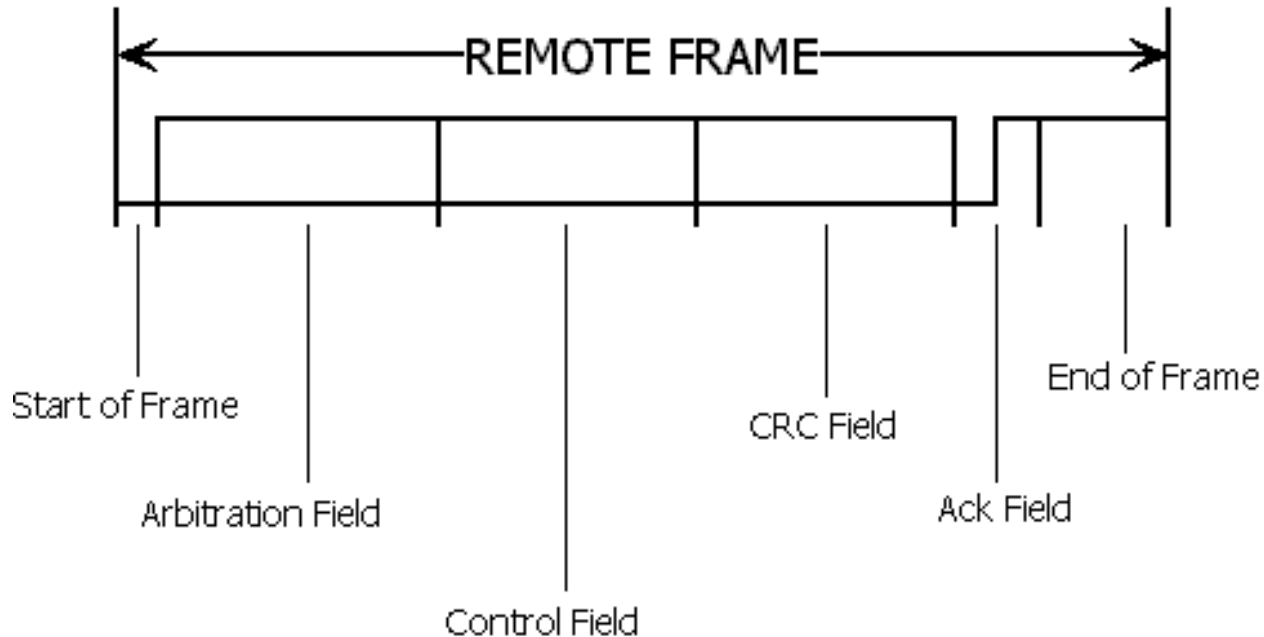 REMOTE FRAME
Start of Frame
Arbitration Field
Control Field
CRC Field
Ack Field
End of Frame